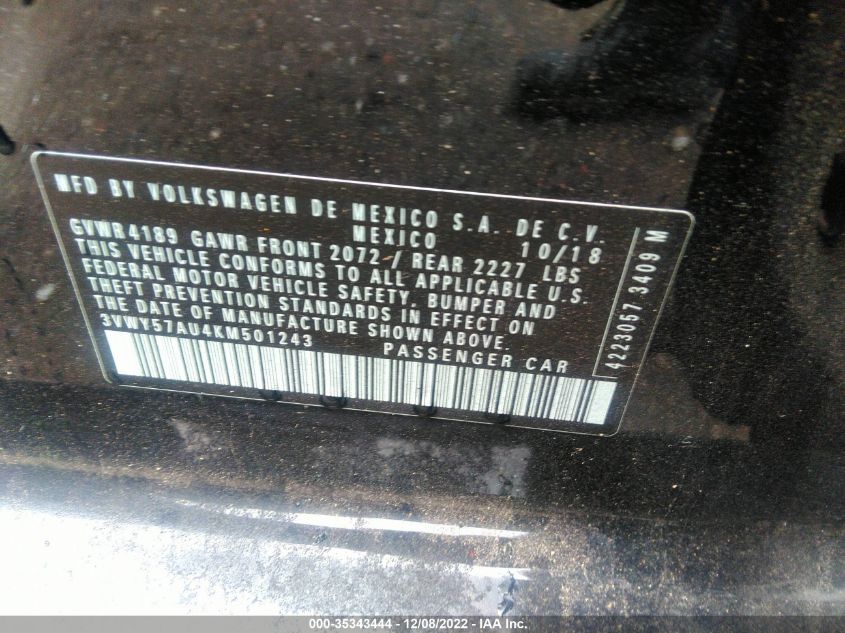 MFD BY VOLKSWAGEN DE MEXICO S.A. DE C.V.
MEXICO 10/18
GVWR 4189 GAWR FRONT 2072 / REAR 2227 LBS
THIS VEHICLE CONFORMS TO ALL APPLICABLE U.S.
FEDERAL MOTOR VEHICLE SAFETY, BUMPER AND
THEFT PREVENTION STANDARDS IN EFFECT ON
THE DATE OF MANUFACTURE SHOWN ABOVE.
3VWY57AU4KM501243 PASSENGER CAR
4223057 3409 M
000-35343444 - 12/08/2022 - IAA Inc.